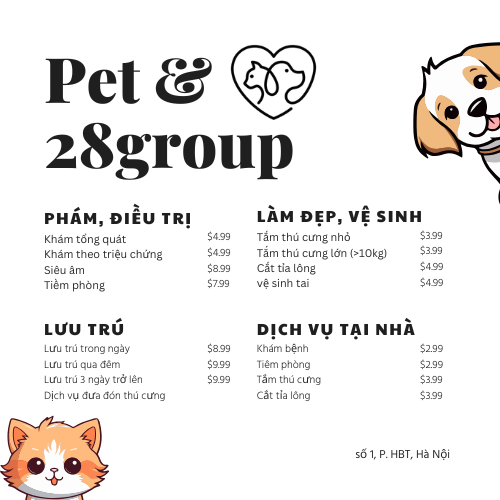 Pet &
28group
PHÁM, ĐIỀU TRỊ
Khám tổng quát $4.99
Khám theo triệu chứng $4.99
Siêu âm $8.99
Tiềm phòng $7.99
LÀM ĐẸP, VỆ SINH
Tắm thú cưng nhỏ $3.99
Tắm thú cưng lớn (>10kg) $3.99
Cắt tỉa lông $4.99
vệ sinh tai $4.99
LƯU TRÚ
Lưu trú trong ngày $8.99
Lưu trú qua đêm $9.99
Lưu trú 3 ngày trở lên $9.99
Dịch vụ đưa đón thú cưng
DỊCH VỤ TẠI NHÀ
Khám bệnh $2.99
Tiêm phòng $2.99
Tắm thú cưng $3.99
Cắt tỉa lông $3.99
số 1, P. HBT, Hà Nội